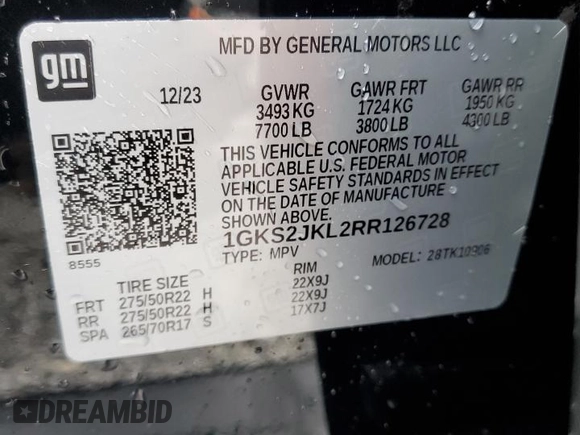 gm
MFD BY GENERAL MOTORS LLC
12/23 GVWR GAWR FRT GAWR RR
3493 KG 1724 KG 1950 KG
7700 LB 3800 LB 4300 LB
THIS VEHICLE CONFORMS TO ALL
APPLICABLE U.S. FEDERAL MOTOR
VEHICLE SAFETY STANDARDS IN EFFECT
ON THE DATE OF MANUFACTURE
SHOWN ABOVE.
1GKS2JKL2RR126728
8555 TYPE: MPV MODEL: 28TK10906
TIRE SIZE RIM
FRT 275/50R22 H 22X9J
RR 275/50R22 H 22X9J
SPA 265/70R17 S 17X7J
DREAMBID